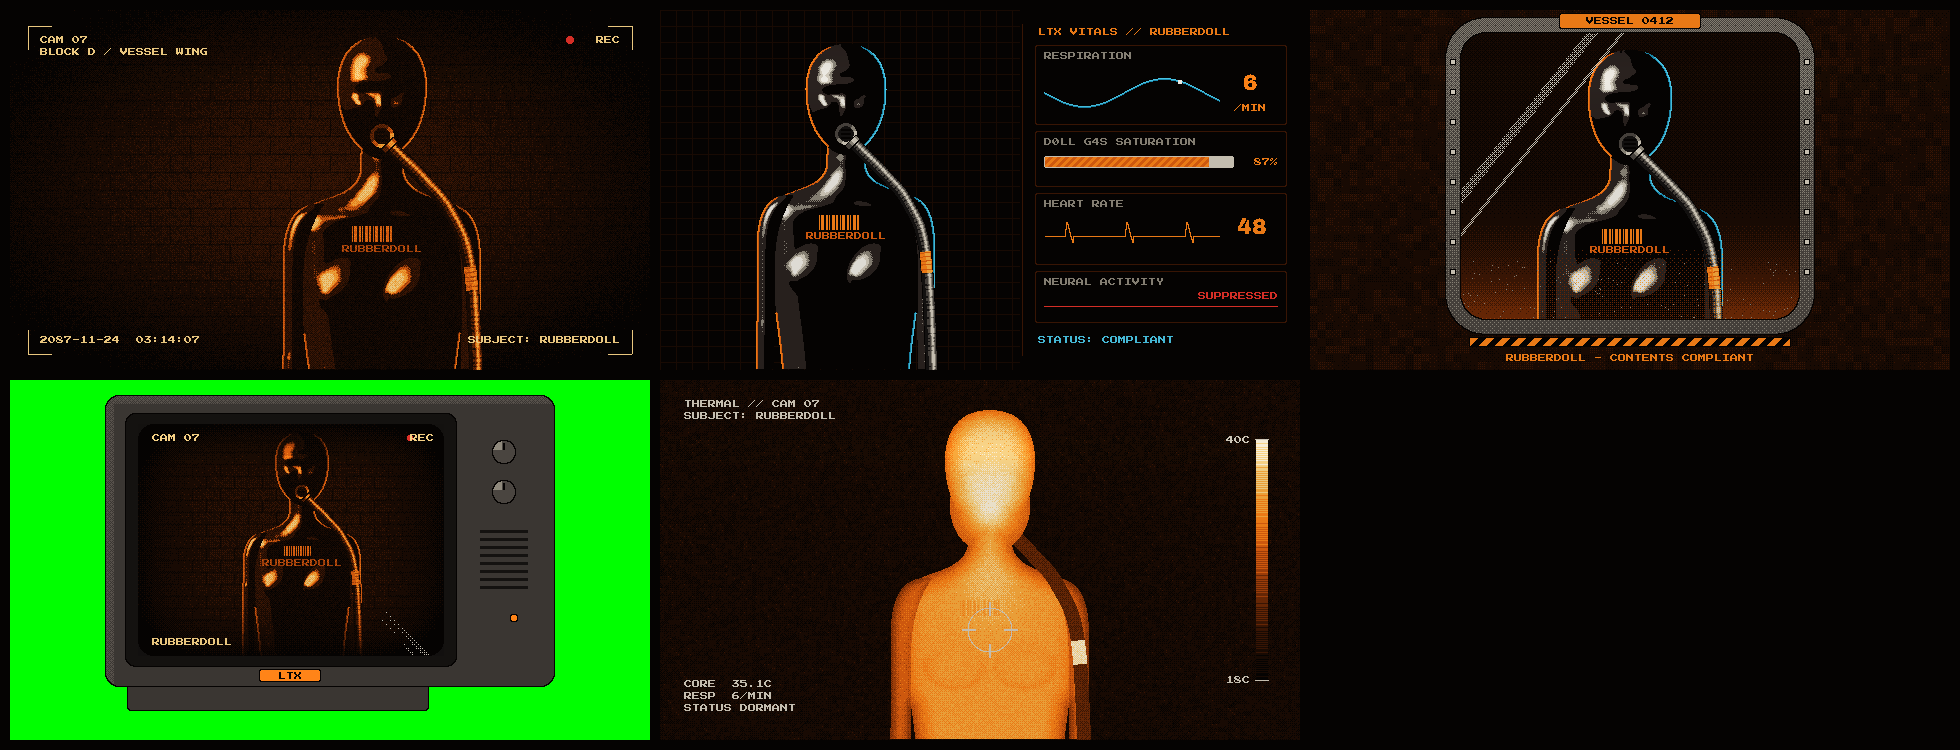 CAM 07
BLOCK D / VESSEL WING
REC
RUBBERDOLL
2087-11-24 03:14:07
SUBJECT: RUBBERDOLL
RUBBERDOLL
LTX VITALS // RUBBERDOLL
RESPIRATION
6
/MIN
D0LL G4S SATURATION
87%
HEART RATE
48
NEURAL ACTIVITY
SUPPRESSED
STATUS: COMPLIANT
VESSEL 0412
RUBBERDOLL
RUBBERDOLL - CONTENTS COMPLIANT
CAM 07
REC
RUBBERDOLL
RUBBERDOLL
LTX
THERMAL // CAM 07
SUBJECT: RUBBERDOLL
40C
18C
CORE 35.1C
RESP 6/MIN
STATUS DORMANT